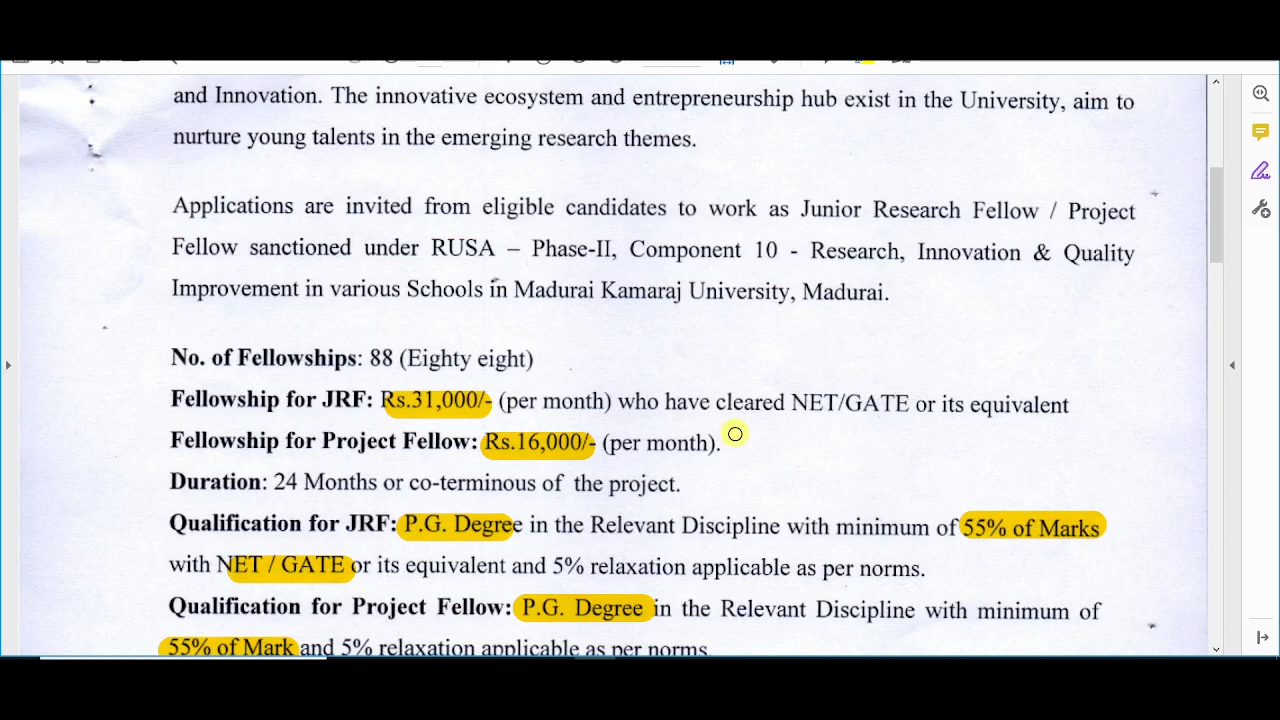 and Innovation. The innovative ecosystem and entrepreneurship hub exist in the University, aim to
nurture young talents in the emerging research themes.
Applications are invited from eligible candidates to work as Junior Research Fellow / Project
Fellow sanctioned under RUSA – Phase-II, Component 10 - Research, Innovation & Quality
Improvement in various Schools in Madurai Kamaraj University, Madurai.
No. of Fellowships: 88 (Eighty eight)
Fellowship for JRF: Rs.31,000/- (per month) who have cleared NET/GATE or its equivalent
Fellowship for Project Fellow: Rs.16,000/- (per month).
Duration: 24 Months or co-terminous of the project.
Qualification for JRF: P.G. Degree in the Relevant Discipline with minimum of 55% of Marks
with NET / GATE or its equivalent and 5% relaxation applicable as per norms.
Qualification for Project Fellow: P.G. Degree in the Relevant Discipline with minimum of
55% of Mark and 5% relaxation applicable as per norms